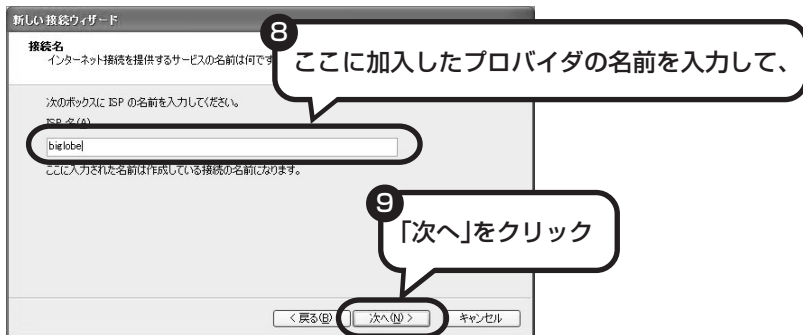 新しい接続ウィザード
接続名
インターネット接続を提供するサービスの名前は何です
❽
ここに加入したプロバイダの名前を入力して、
次のボックスに ISP の名前を入力してください。
ISP 名(A)
biglobe
ここに入力された名前は作成している接続の名前になります。
❾
「次へ」をクリック
< 戻る(B)
次へ(N) >
キャンセル